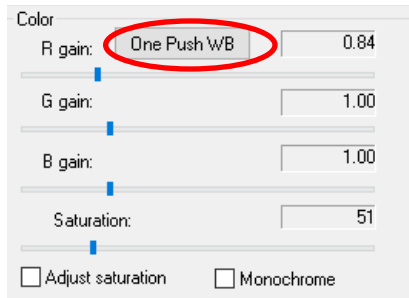 Color
R gain: One Push WB 0.84
G gain: 1.00
B gain: 1.00
Saturation: 51
Adjust saturation Monochrome